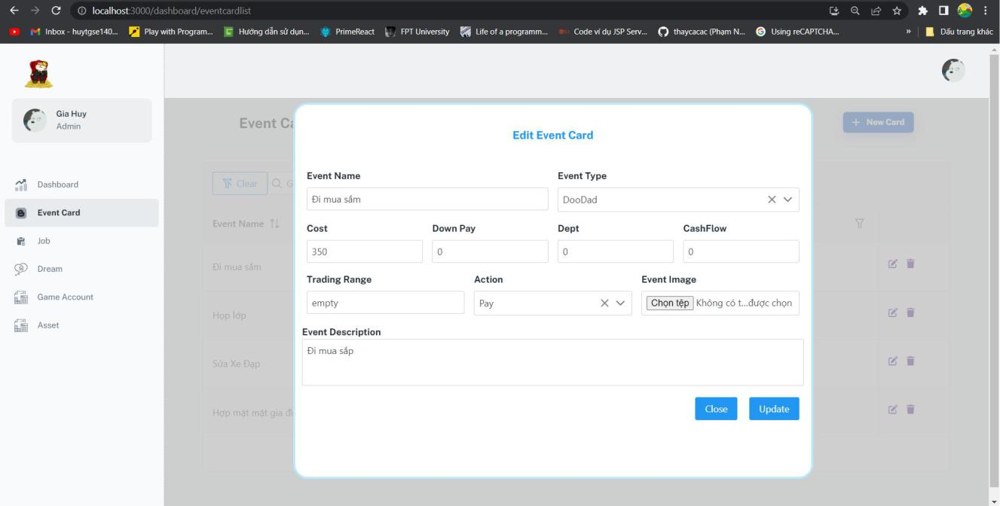 localhost:3000/dashboard/eventcardlist
Inbox - huytgse140... Play with Program... Hướng dẫn sử dụn... PrimeReact FPT University Life of a programm... Code ví dụ JSP Serv... thaycacac (Phạm N... Using reCAPTCHA... » Dấu trang khác
Gia Huy
Admin
Dashboard
Event Card
Job
Dream
Game Account
Asset
Event Ca
+ New Card
Clear G
Event Name
Đi mua sắm
Họp lớp
Sửa Xe Đạp
Hợp mặt mặt gia đì
Edit Event Card
Event Name Event Type
Đi mua sắm DooDad
Cost Down Pay Dept CashFlow
350 0 0 0
Trading Range Action Event Image
empty Pay Chọn tệp Không có t...được chọn
Event Description
Đi mua sắp
Close Update